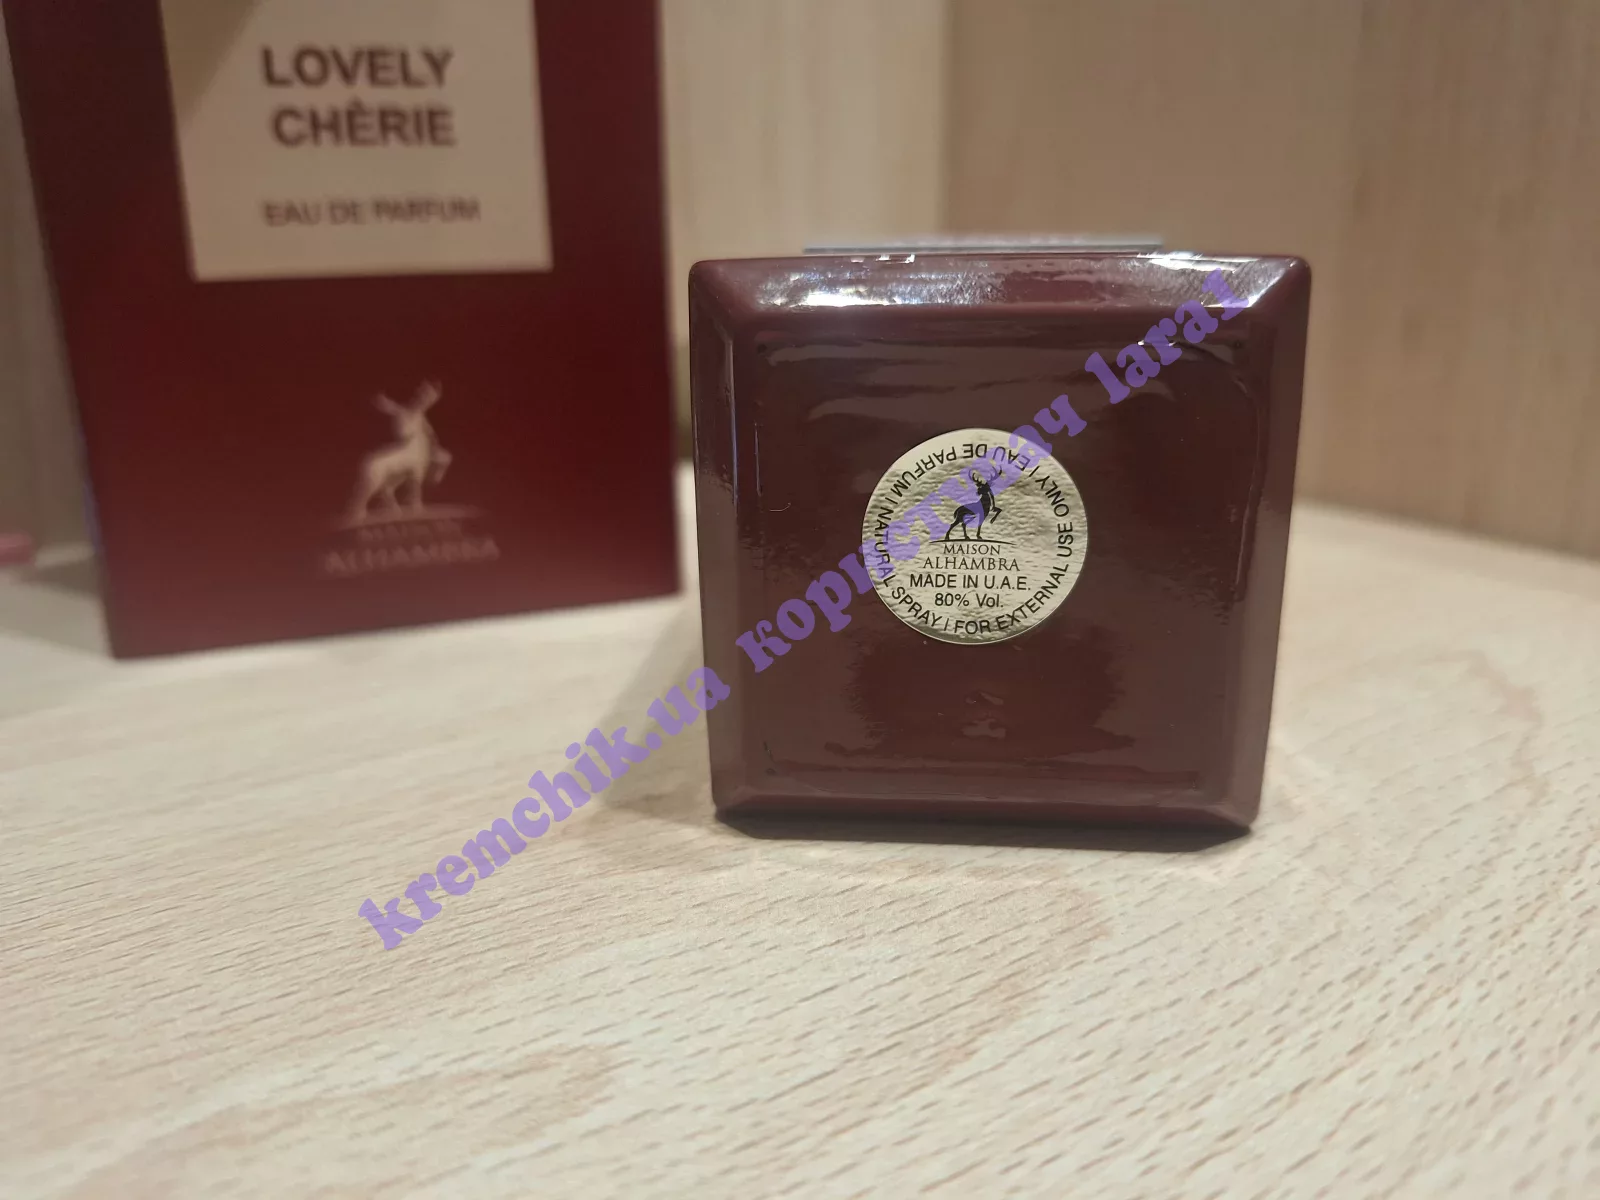 LOVELY
CHÈRIE
EAU DE PARFUM
MAISON
ALHAMBRA
EAU DE PARFUM | NATURAL SPRAY | FOR EXTERNAL USE ONLY |
MAISON
ALHAMBRA
MADE IN U.A.E.
80% Vol.
kremchik.ua користувач lara1